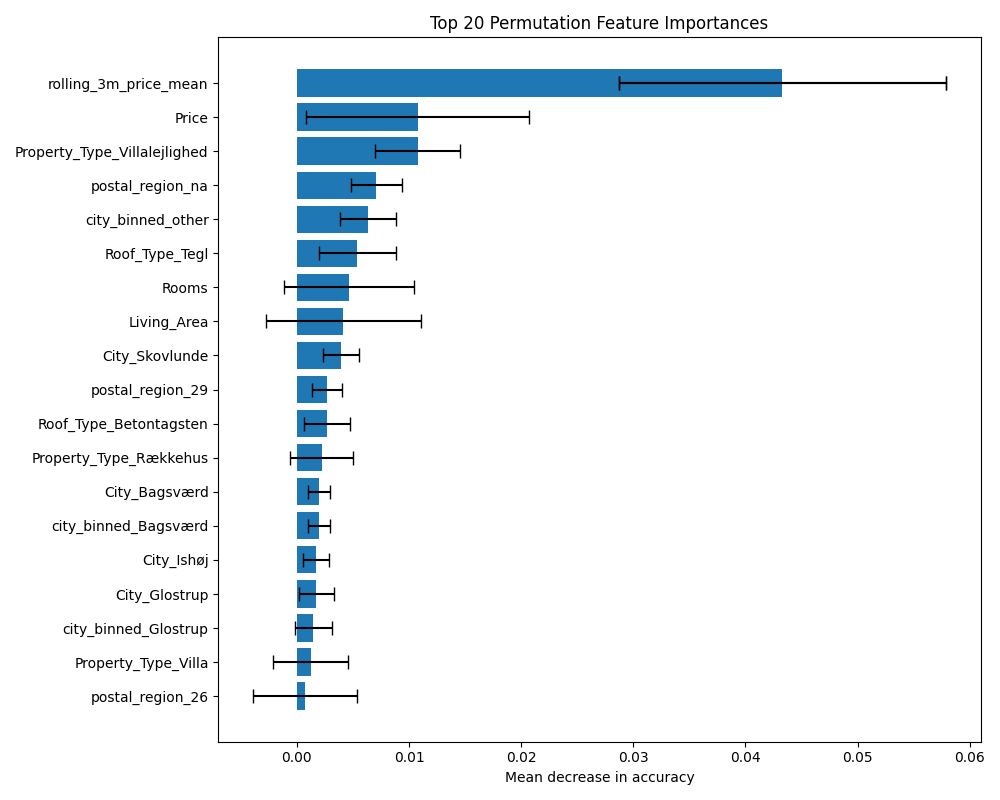 Top 20 Permutation Feature Importances
rolling_3m_price_mean
Price
Property_Type_Villalejlighed
postal_region_na
city_binned_other
Roof_Type_Tegl
Rooms
Living_Area
City_Skovlunde
postal_region_29
Roof_Type_Betontagsten
Property_Type_Rækkehus
City_Bagsværd
city_binned_Bagsværd
City_Ishøj
City_Glostrup
city_binned_Glostrup
Property_Type_Villa
postal_region_26
0.00 0.01 0.02 0.03 0.04 0.05 0.06
Mean decrease in accuracy